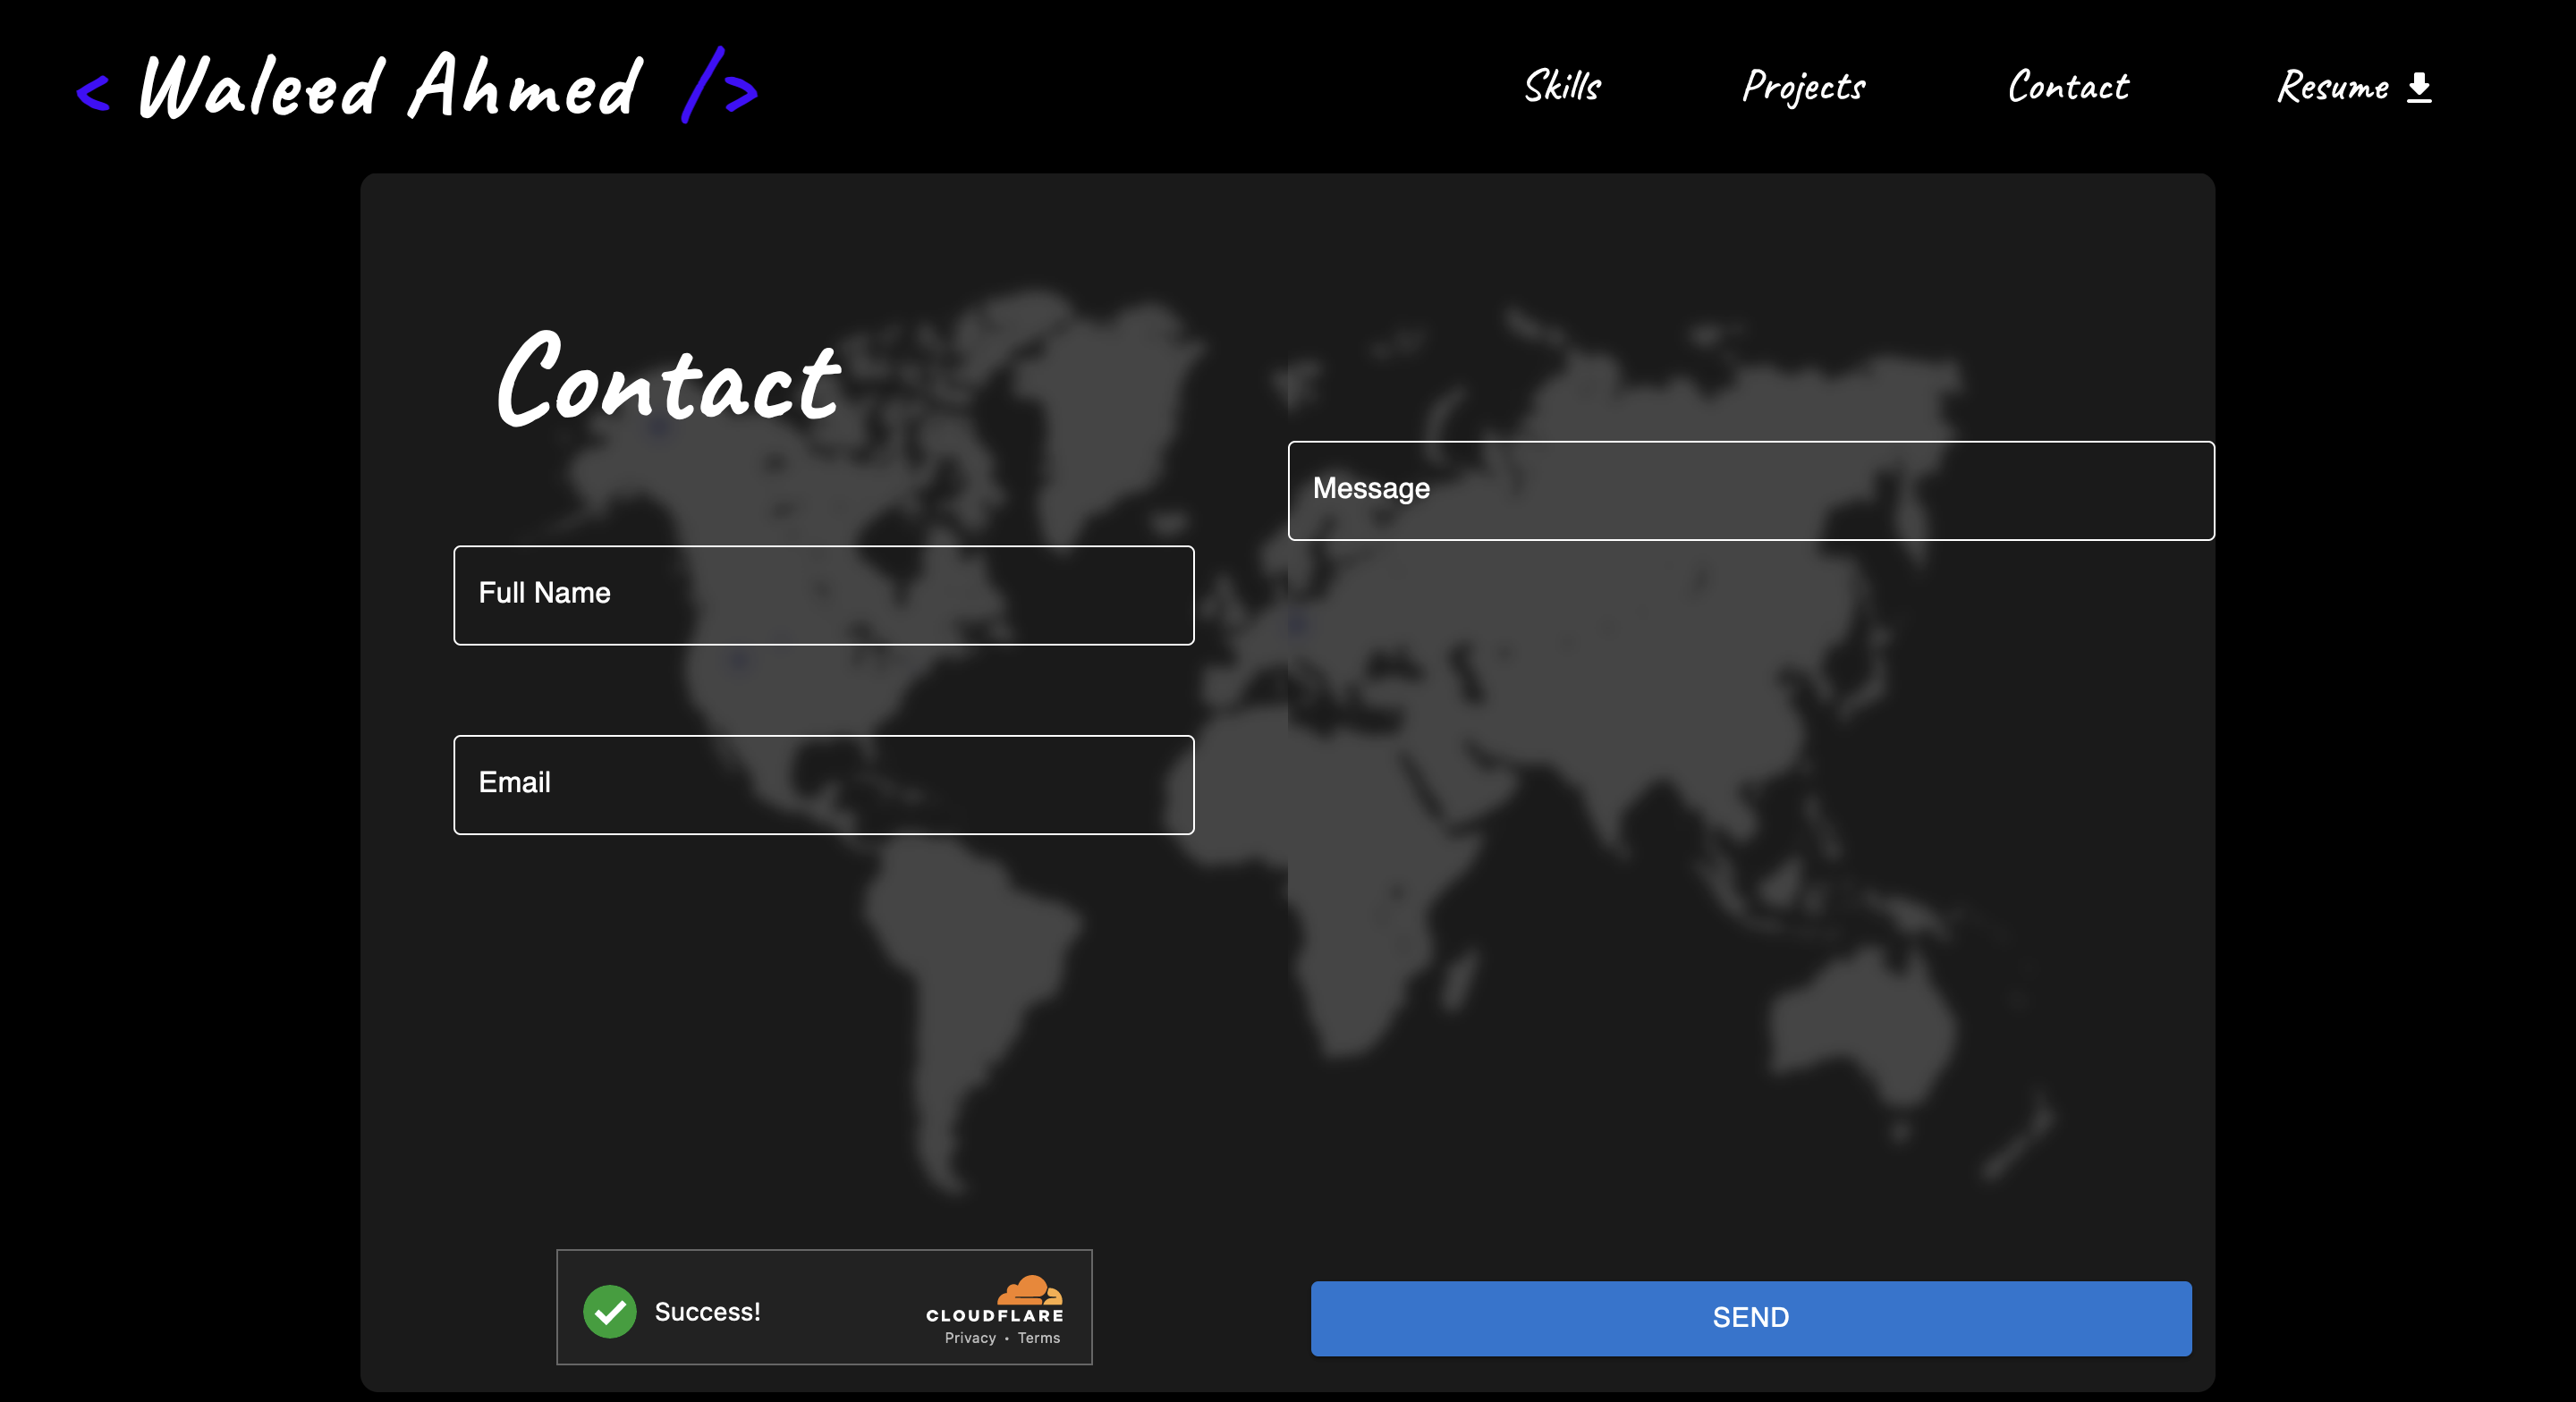 < Waleed Ahmed />
Skills
Projects
Contact
Resume
Contact
Message
Full Name
Email
Success!
CLOUDFLARE
Privacy • Terms
SEND